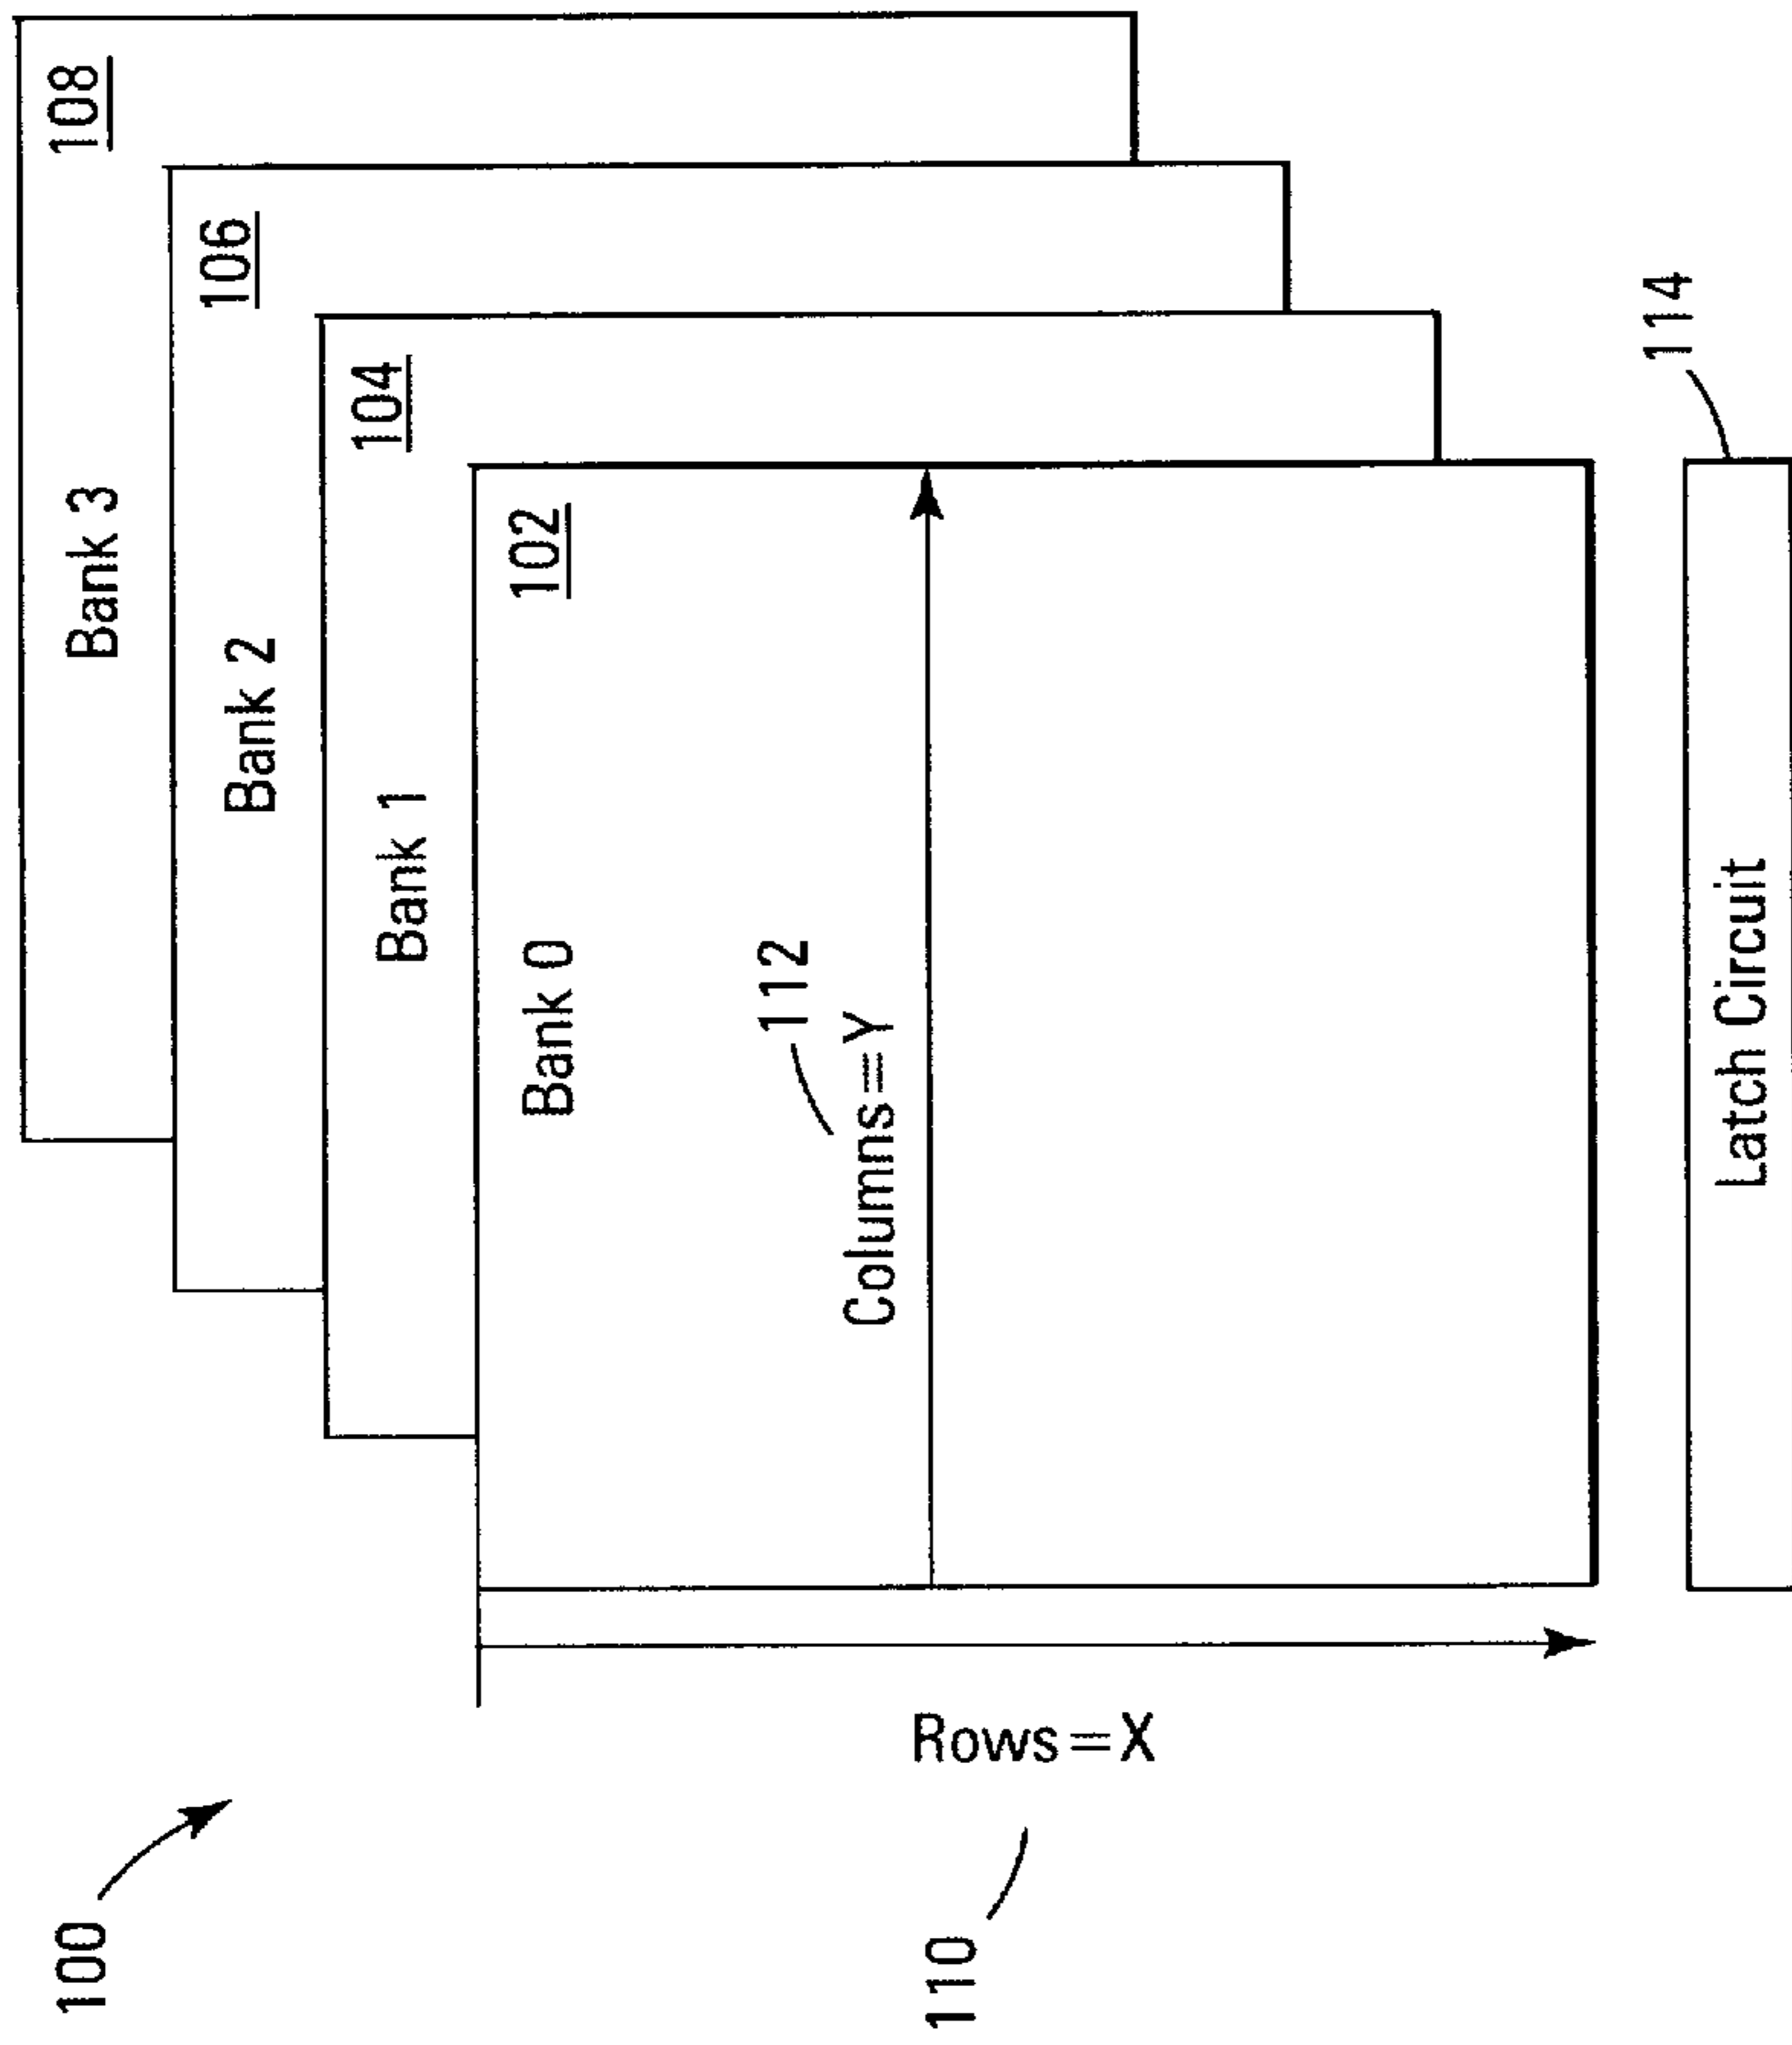 100
Bank 3
108
Bank 2
106
Bank 1
104
Bank 0
102
112
Columns=Y
110
Rows=X
114
Latch Circuit